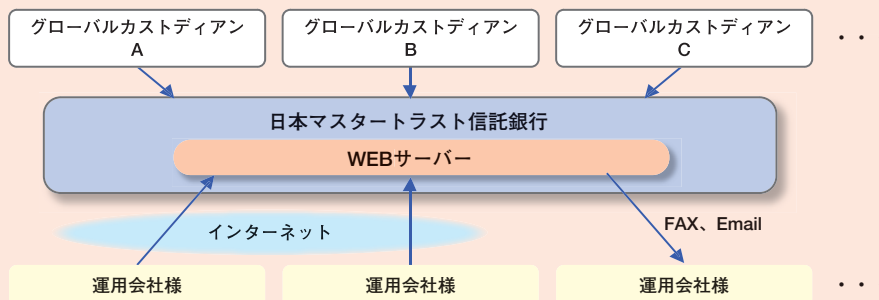 グローバルカストディアン
A
グローバルカストディアン
B
グローバルカストディアン
C
・・
日本マスタートラスト信託銀行
WEBサーバー
インターネット
FAX、Email
運用会社様
運用会社様
運用会社様
・・